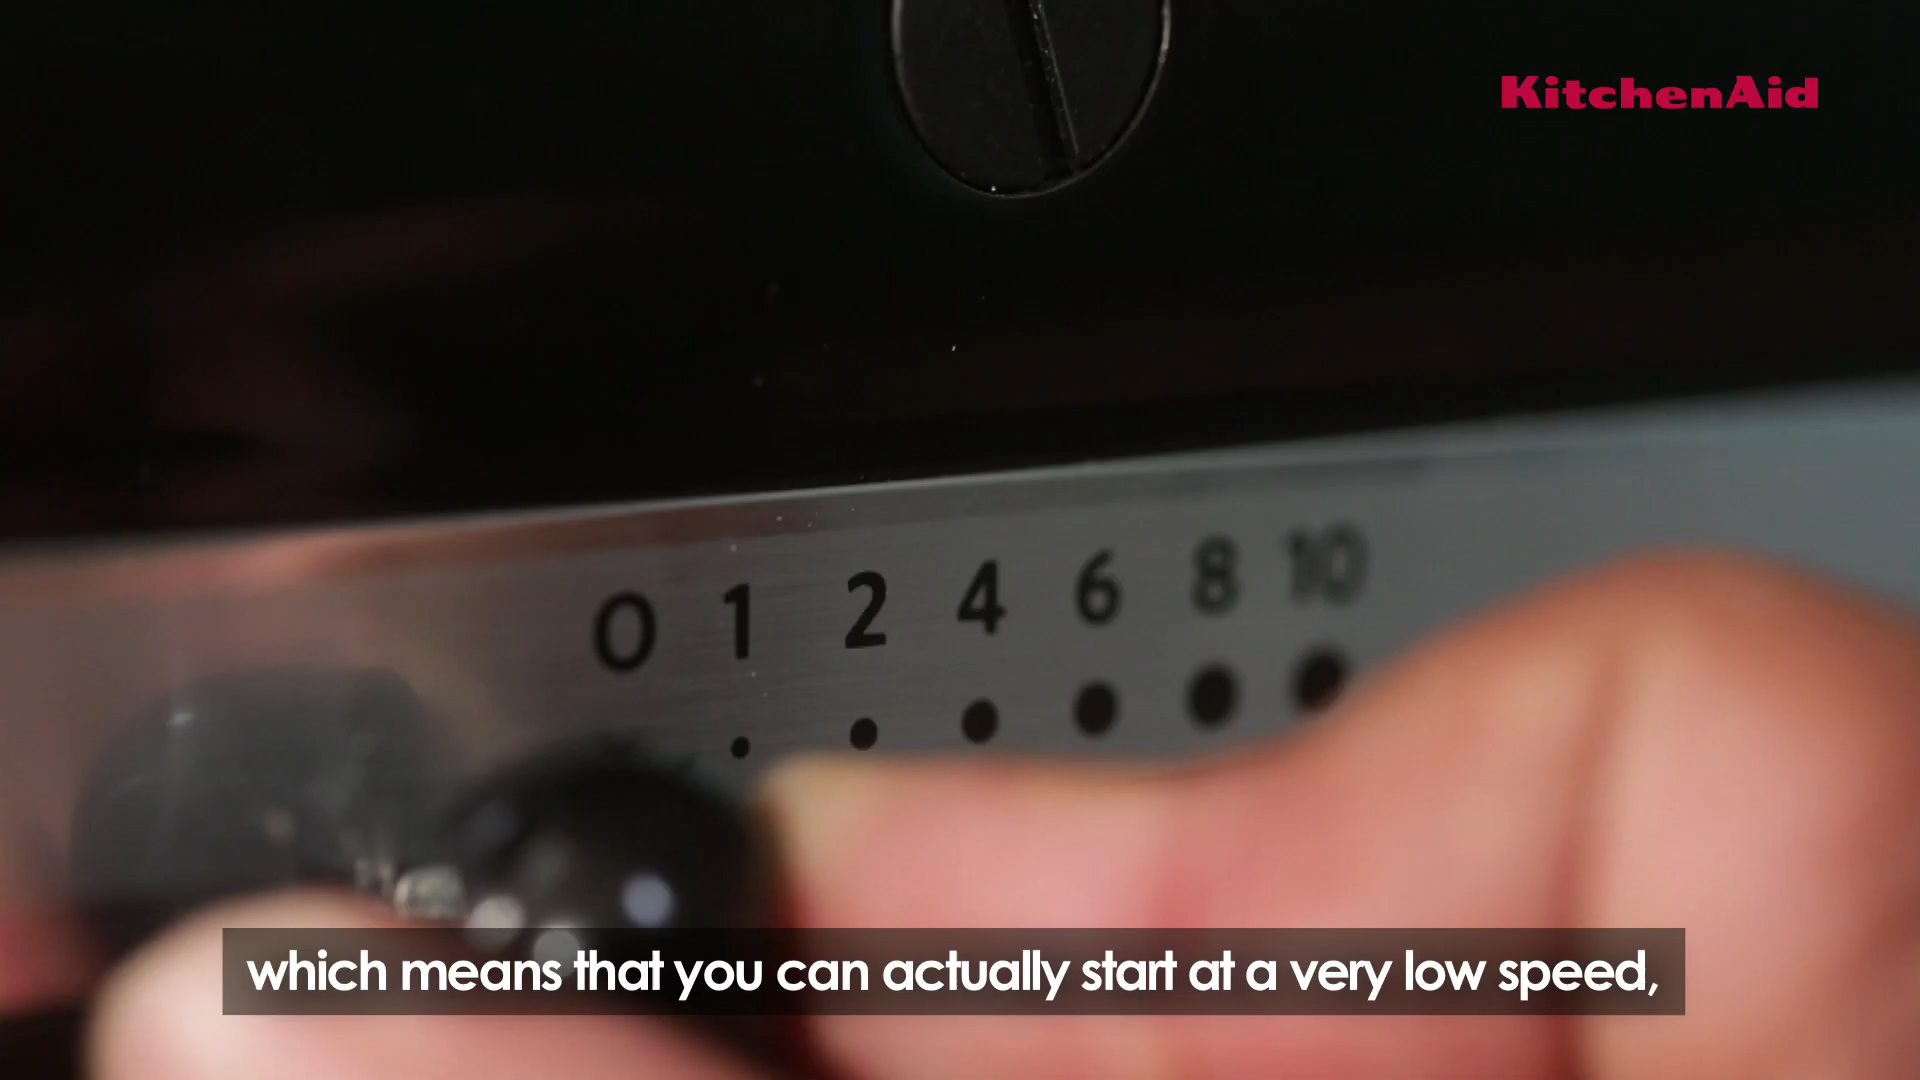 KitchenAid
0 1 2 4 6 8 10
which means that you can actually start at a very low speed,